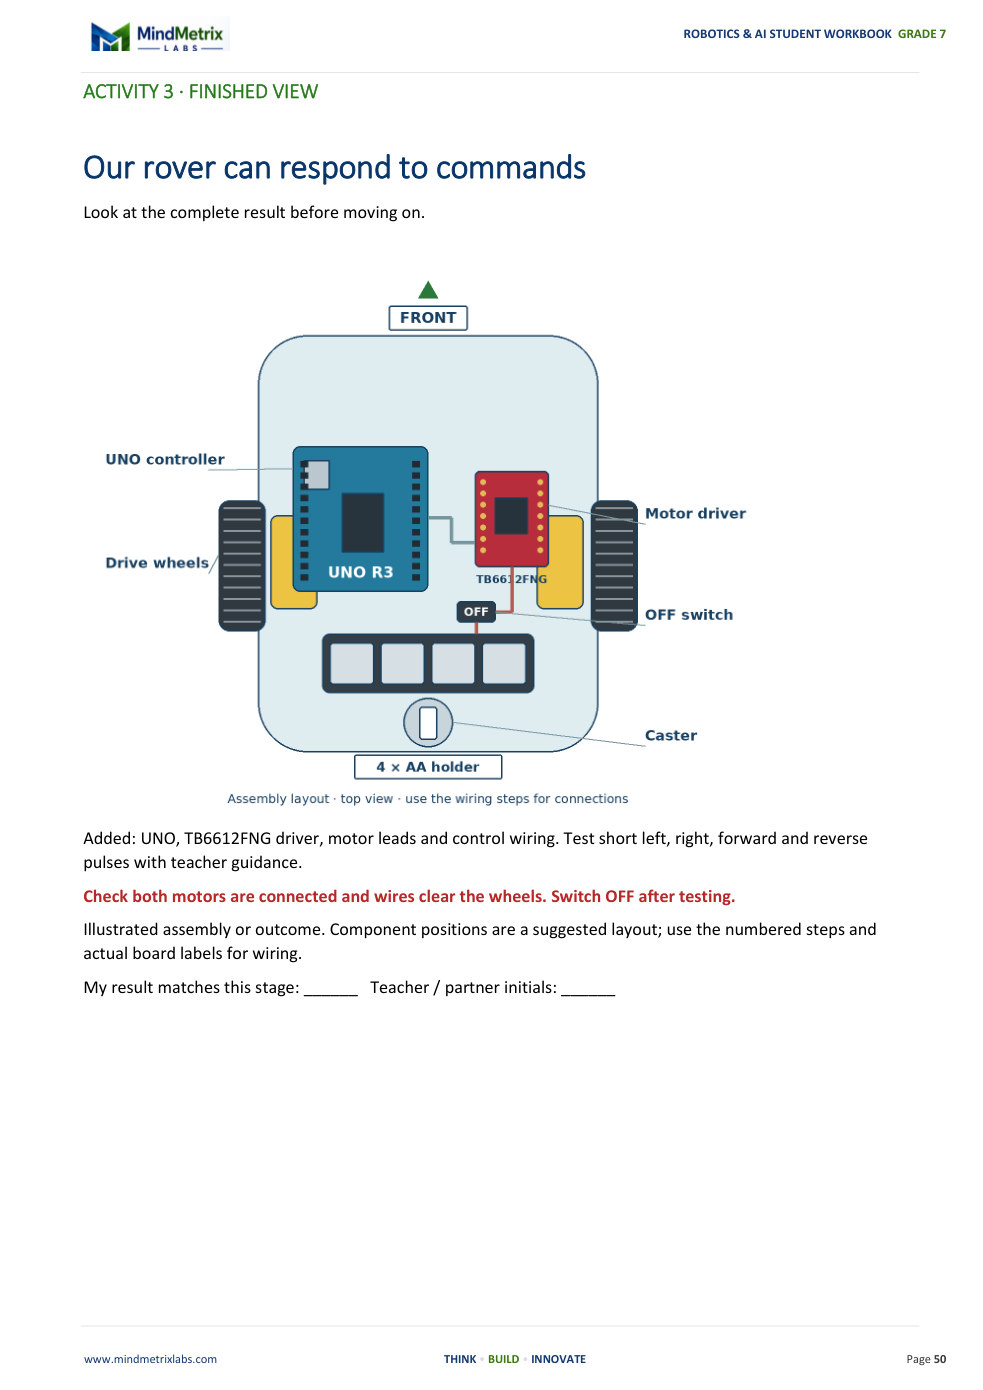 MindMetrix
LABS
ROBOTICS & AI STUDENT WORKBOOK GRADE 7
ACTIVITY 3 · FINISHED VIEW
Our rover can respond to commands
Look at the complete result before moving on.
FRONT
UNO controller
Motor driver
Drive wheels
UNO R3
TB6612FNG
OFF
OFF switch
Caster
4 × AA holder
Assembly layout · top view · use the wiring steps for connections
Added: UNO, TB6612FNG driver, motor leads and control wiring. Test short left, right, forward and reverse
pulses with teacher guidance.
Check both motors are connected and wires clear the wheels. Switch OFF after testing.
Illustrated assembly or outcome. Component positions are a suggested layout; use the numbered steps and
actual board labels for wiring.
My result matches this stage: ______ Teacher / partner initials: ______
www.mindmetrixlabs.com
THINK • BUILD • INNOVATE
Page 50